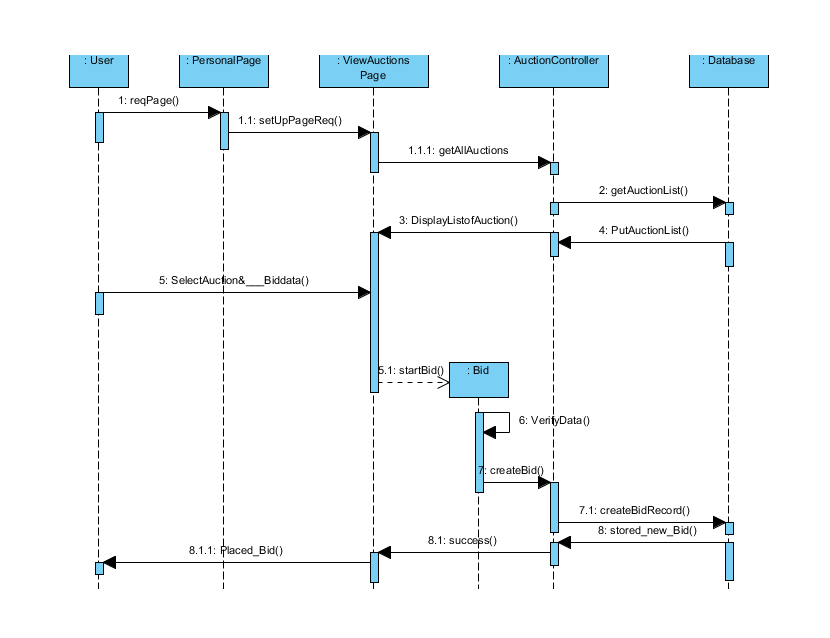 : User
: PersonalPage
: ViewAuctions
Page
: AuctionController
: Database
1: reqPage()
1.1: setUpPageReq()
1.1.1: getAllAuctions
2: getAuctionList()
3: DisplayListofAuction()
4: PutAuctionList()
5: SelectAuction&___Biddata()
5.1: startBid()
: Bid
6: VerifyData()
7: createBid()
7.1: createBidRecord()
8: stored_new_Bid()
8.1: success()
8.1.1: Placed_Bid()